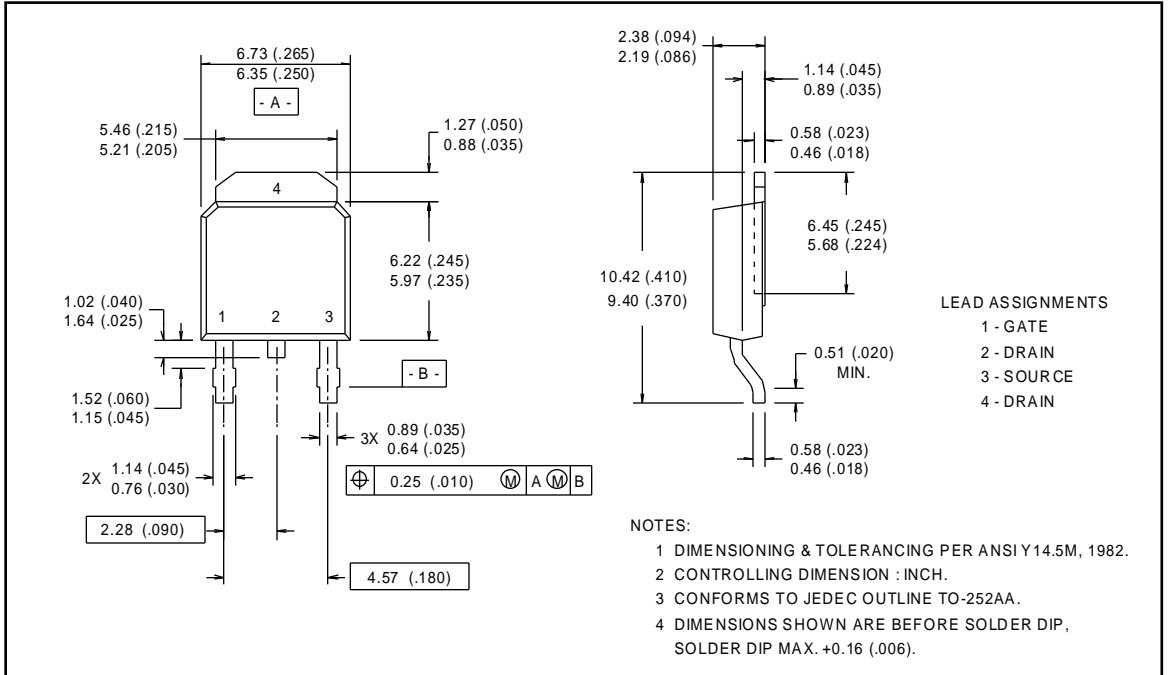 6.73 (.265)
6.35 (.250)
- A -
5.46 (.215)
5.21 (.205)
1.27 (.050)
0.88 (.035)
4
6.22 (.245)
5.97 (.235)
1.02 (.040)
1.64 (.025)
1 2 3
- B -
1.52 (.060)
1.15 (.045)
3X 0.89 (.035)
0.64 (.025)
2X 1.14 (.045)
0.76 (.030)
⌖ 0.25 (.010) Ⓜ A Ⓜ B
2.28 (.090)
4.57 (.180)
2.38 (.094)
2.19 (.086)
1.14 (.045)
0.89 (.035)
0.58 (.023)
0.46 (.018)
6.45 (.245)
5.68 (.224)
10.42 (.410)
9.40 (.370)
0.51 (.020)
MIN.
0.58 (.023)
0.46 (.018)
LEAD ASSIGNMENTS
1 - GATE
2 - DRAIN
3 - SOURCE
4 - DRAIN
NOTES:
1 DIMENSIONING & TOLERANCING PER ANSI Y14.5M, 1982.
2 CONTROLLING DIMENSION : INCH.
3 CONFORMS TO JEDEC OUTLINE TO-252AA.
4 DIMENSIONS SHOWN ARE BEFORE SOLDER DIP,
SOLDER DIP MAX. +0.16 (.006).